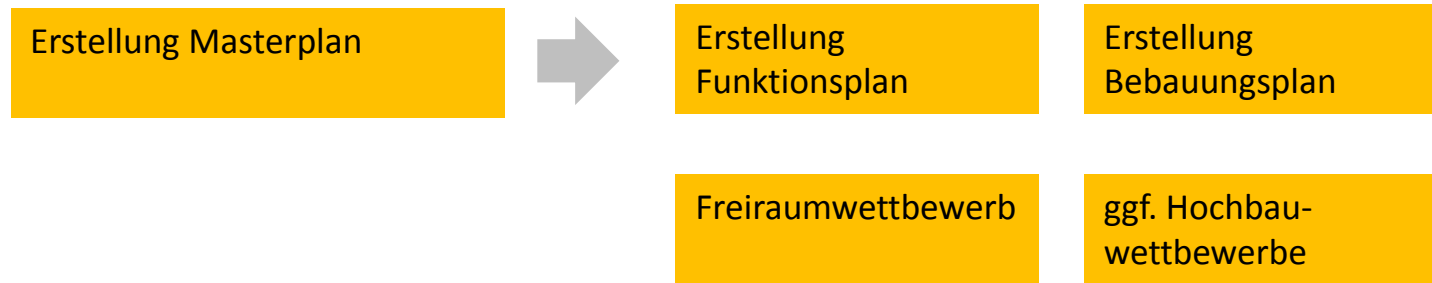 Erstellung Masterplan
Erstellung
Funktionsplan
Erstellung
Bebauungsplan
Freiraumwettbewerb
ggf. Hochbau-
wettbewerbe